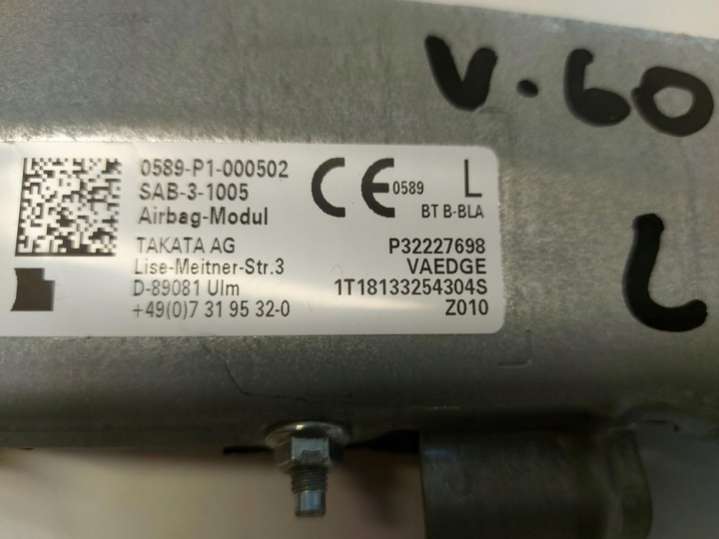 V-60
0589-P1-000502
SAB-3-1005
Airbag-Modul
TAKATA AG
Lise-Meitner-Str.3
D-89081 Ulm
+49(0)7 31 95 32-0
CE 0589
L
BT B-BLA
P32227698
VAEDGE
1T18133254304S
Z010
L